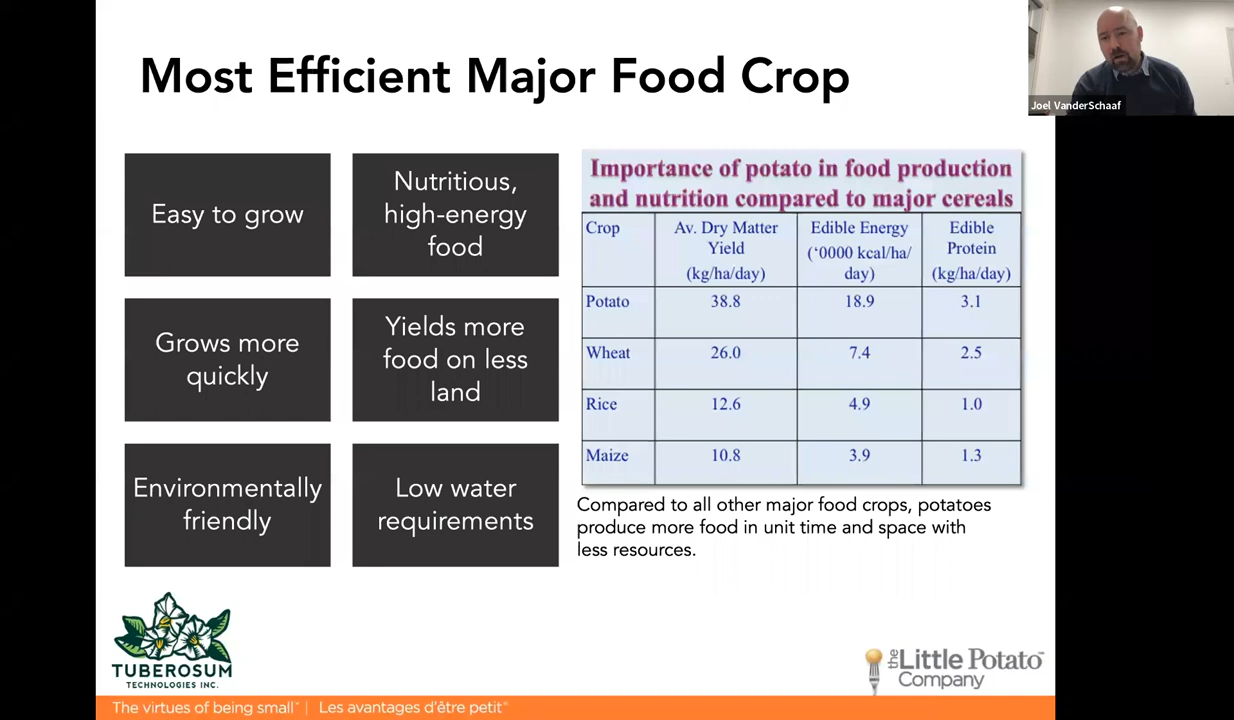 Most Efficient Major Food Crop
Joel VanderSchaaf
Easy to grow
Nutritious,
high-energy
food
Grows more
quickly
Yields more
food on less
land
Environmentally
friendly
Low water
requirements
Importance of potato in food production
and nutrition compared to major cereals
Crop Av. Dry Matter Yield (kg/ha/day) Edible Energy (‘0000 kcal/ha/day) Edible Protein (kg/ha/day)
Potato 38.8 18.9 3.1
Wheat 26.0 7.4 2.5
Rice 12.6 4.9 1.0
Maize 10.8 3.9 1.3
Compared to all other major food crops, potatoes
produce more food in unit time and space with
less resources.
TUBEROSUM
TECHNOLOGIES INC.
the Little Potato™
Company
The virtues of being small™ | Les avantages d’être petit™